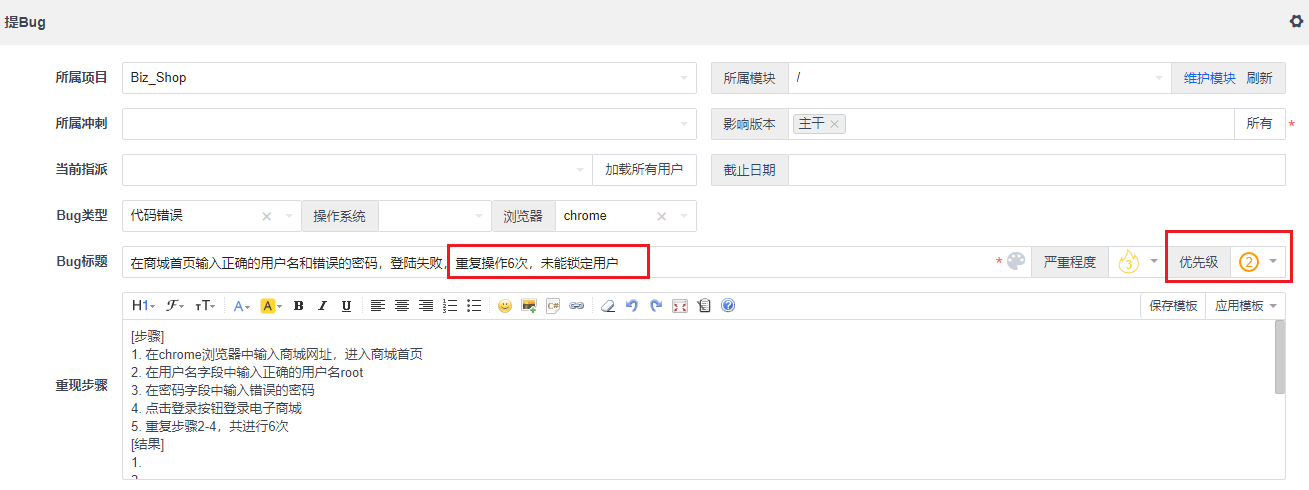 提Bug
所属项目 Biz_Shop 所属模块 / 维护模块 刷新
所属冲刺 影响版本 主干 × 所有 *
当前指派 加载所有用户 截止日期
Bug类型 代码错误 × 操作系统 浏览器 chrome ×
Bug标题 在商城首页输入正确的用户名和错误的密码，登陆失败，重复操作6次，未能锁定用户 * 严重程度 3 优先级 2
H1 F TT A A B I U C# 保存模板 应用模板
重现步骤
[步骤]
1. 在chrome浏览器中输入商城网址，进入商城首页
2. 在用户名字段中输入正确的用户名root
3. 在密码字段中输入错误的密码
4. 点击登录按钮登录电子商城
5. 重复步骤2-4，共进行6次
[结果]
1.